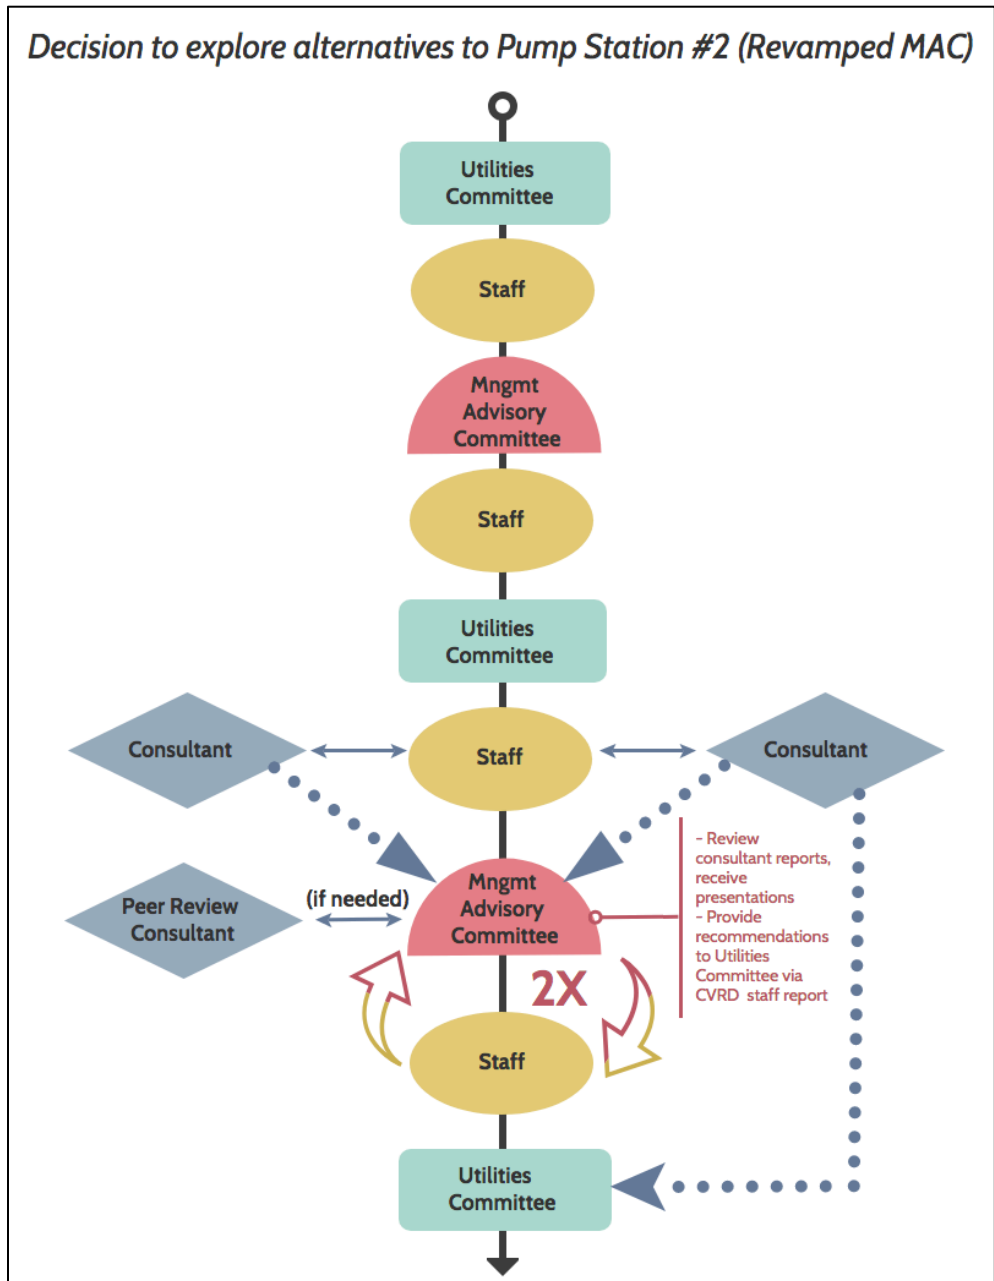 Decision to explore alternatives to Pump Station #2 (Revamped MAC)
Utilities
Committee
Staff
Mngmt
Advisory
Committee
Staff
Utilities
Committee
Consultant
Staff
Consultant
Mngmt
Advisory
Committee
(if needed)
Peer Review
Consultant
- Review
consultant reports,
receive
presentations
- Provide
recommendations
to Utilities
Committee via
CVRD staff report
2X
Staff
Utilities
Committee